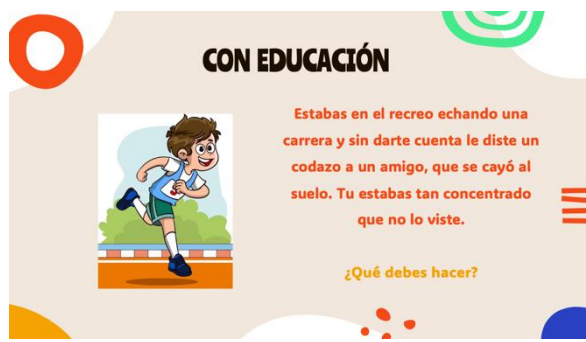 CON EDUCACIÓN
Estabas en el recreo echando una
carrera y sin darte cuenta le diste un
codazo a un amigo, que se cayó al
suelo. Tu estabas tan concentrado
que no lo viste.
¿Qué debes hacer?